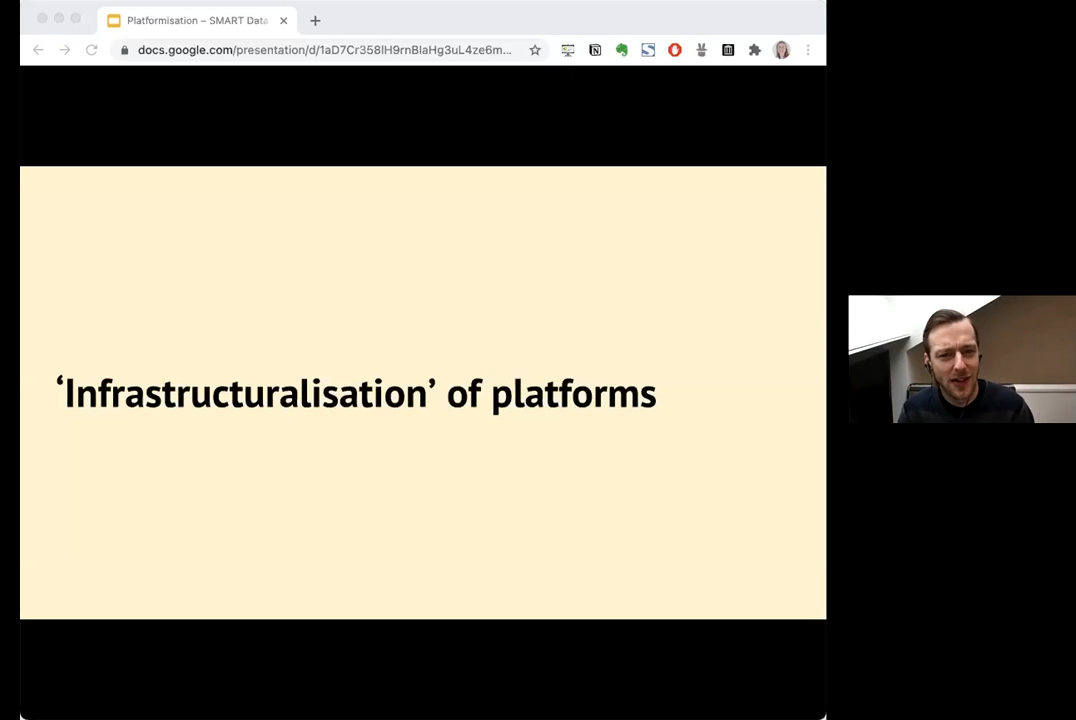 Platformisation – SMART Data
docs.google.com/presentation/d/1aD7Cr358lH9rnBlaHg3uL4ze6m...
‘Infrastructuralisation’ of platforms